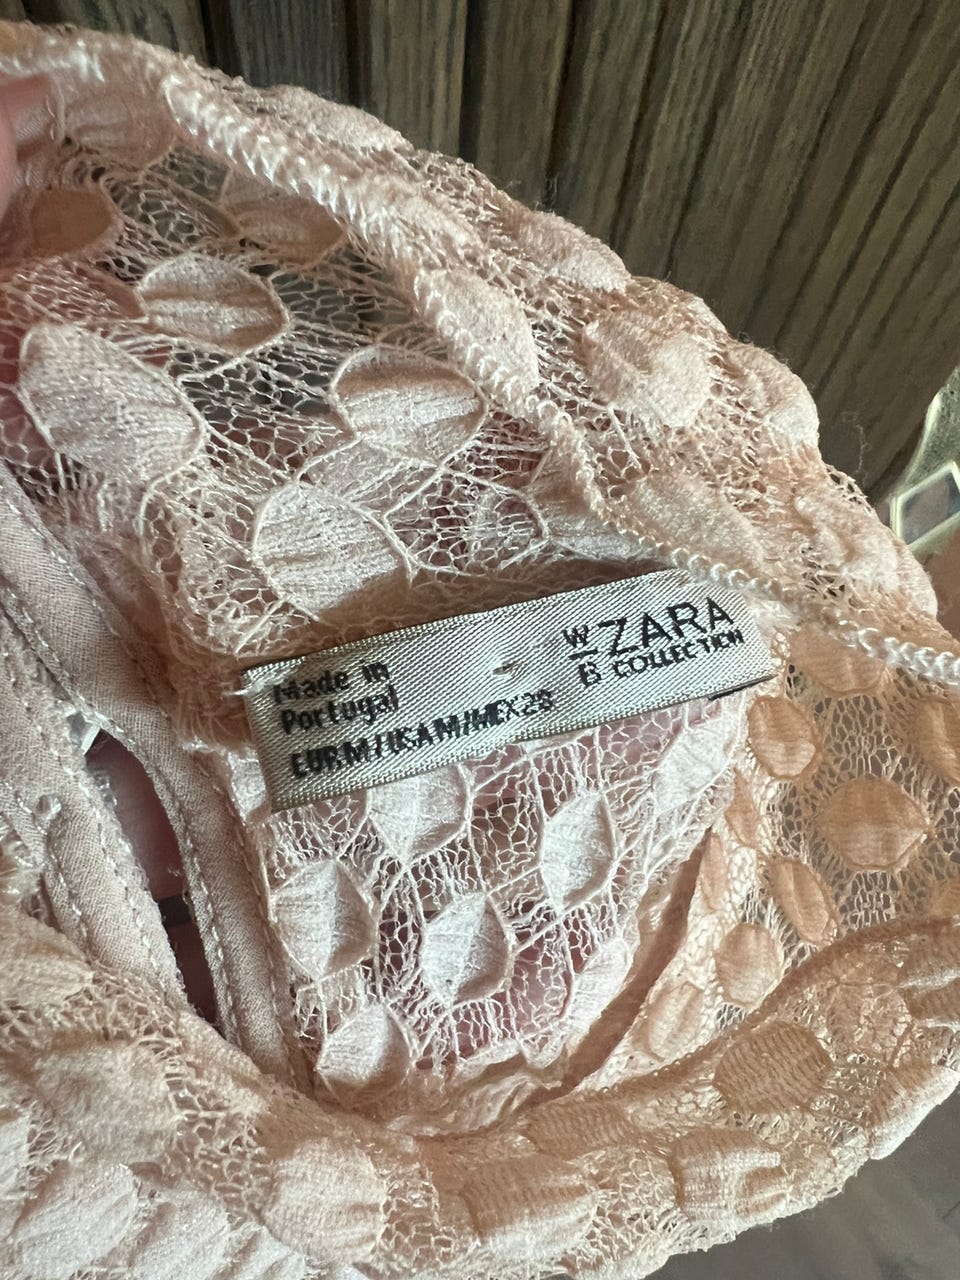 Made in
Portugal
EUR M/USA M/MEX 28
W&B ZARA
COLLECTION